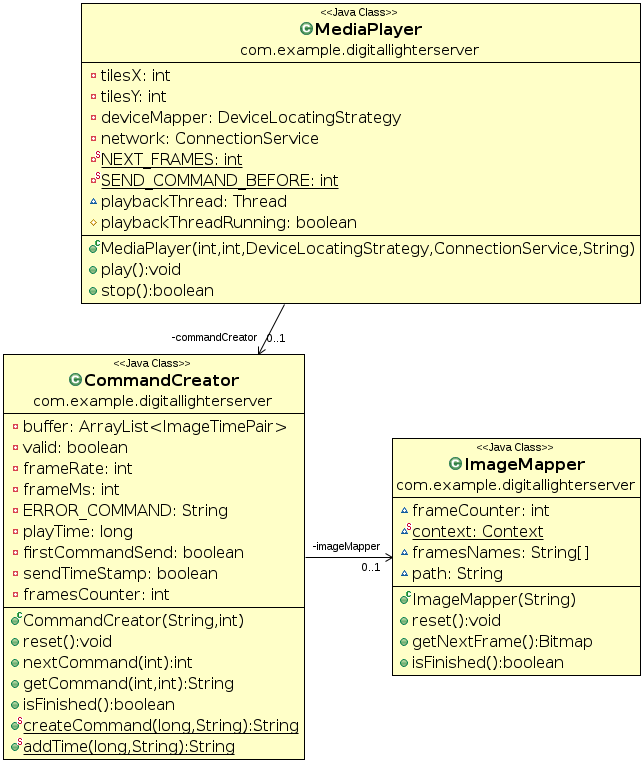 <<Java Class>>
MediaPlayer
com.example.digitallighterserver
tilesX: int
tilesY: int
deviceMapper: DeviceLocatingStrategy
network: ConnectionService
NEXT_FRAMES: int
SEND_COMMAND_BEFORE: int
playbackThread: Thread
playbackThreadRunning: boolean
MediaPlayer(int,int,DeviceLocatingStrategy,ConnectionService,String)
play():void
stop():boolean
-commandCreator 0..1
<<Java Class>>
CommandCreator
com.example.digitallighterserver
buffer: ArrayList<ImageTimePair>
valid: boolean
frameRate: int
frameMs: int
ERROR_COMMAND: String
playTime: long
firstCommandSend: boolean
sendTimeStamp: boolean
framesCounter: int
CommandCreator(String,int)
reset():void
nextCommand(int):int
getCommand(int,int):String
isFinished():boolean
createCommand(long,String):String
addTime(long,String):String
-imageMapper
0..1
<<Java Class>>
ImageMapper
com.example.digitallighterserver
frameCounter: int
context: Context
framesNames: String[]
path: String
ImageMapper(String)
reset():void
getNextFrame():Bitmap
isFinished():boolean